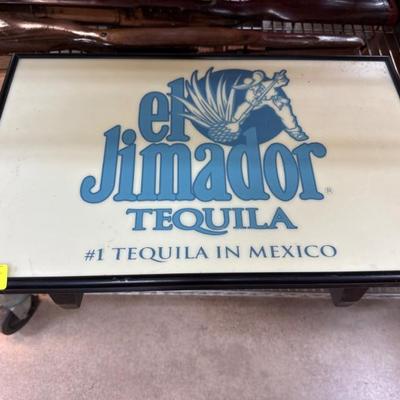 el
Jimador®
TEQUILA
#1 TEQUILA IN MEXICO